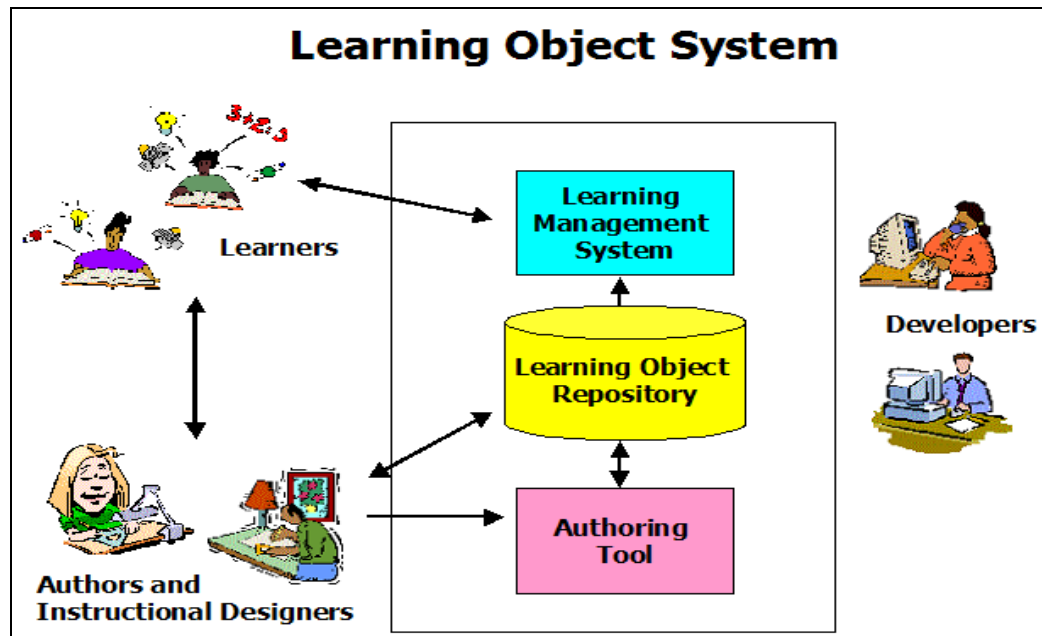 Learning Object System
3+2=3
Learners
Learning
Management
System
Developers
Learning Object
Repository
Authoring
Tool
Authors and
Instructional Designers